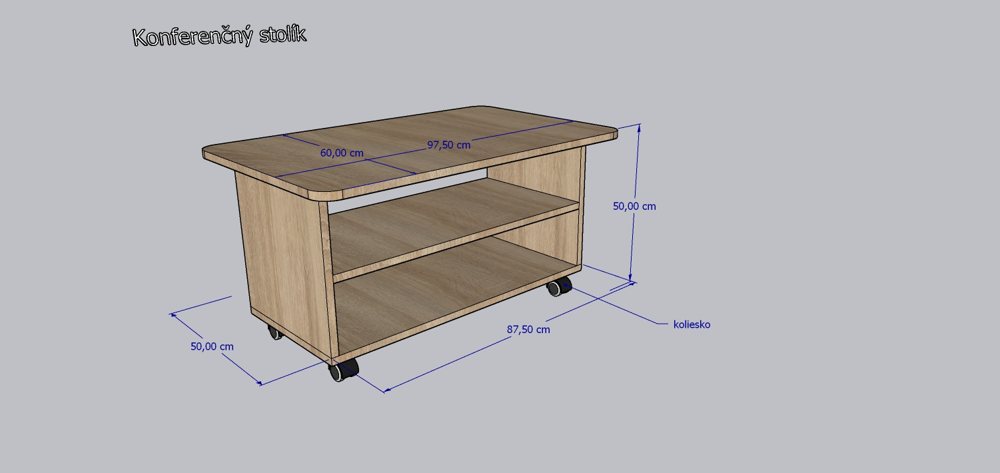 Konferenčný stolík
97,50 cm
60,00 cm
50,00 cm
koliesko
87,50 cm
50,00 cm